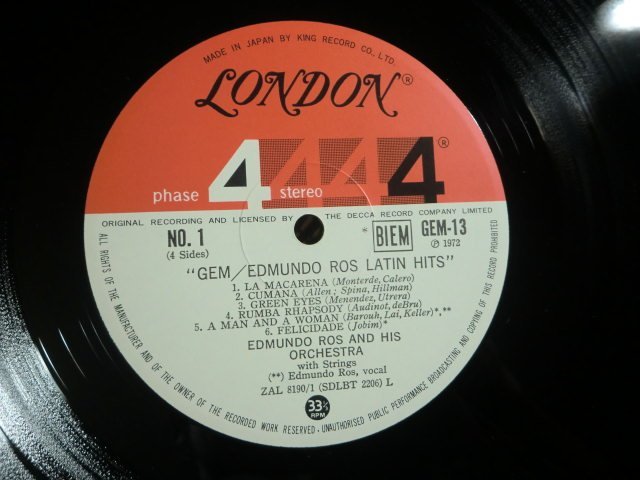 MADE IN JAPAN BY KING RECORD CO., LTD.
LONDON®
phase 4 stereo 4 4 4®
ORIGINAL RECORDING AND LICENSED BY THE DECCA RECORD COMPANY LIMITED
NO. 1
(4 Sides)
* BIEM GEM-13
Ⓟ 1972
"GEM/EDMUNDO ROS LATIN HITS"
1. LA MACARENA (Monterde, Calero)
2. CUMANA (Allen; Spina, Hillman)
3. GREEN EYES (Menendez, Utrera)
4. RUMBA RHAPSODY (Audinot, deBru)
5. A MAN AND A WOMAN (Barouh, Lai, Keller)*,**
6. FELICIDADE (Jobim)*
EDMUNDO ROS AND HIS
ORCHESTRA
with Strings
(**) Edmundo Ros, vocal
ZAL 8190/1 (SDLBT 2206) L
33⅓
RPM
ALL RIGHTS OF THE MANUFACTURER AND OF THE OWNER OF THE RECORDED WORK RESERVED. UNAUTHORISED PUBLIC PERFORMANCE BROADCASTING AND COPYING OF THIS RECORD PROHIBITED